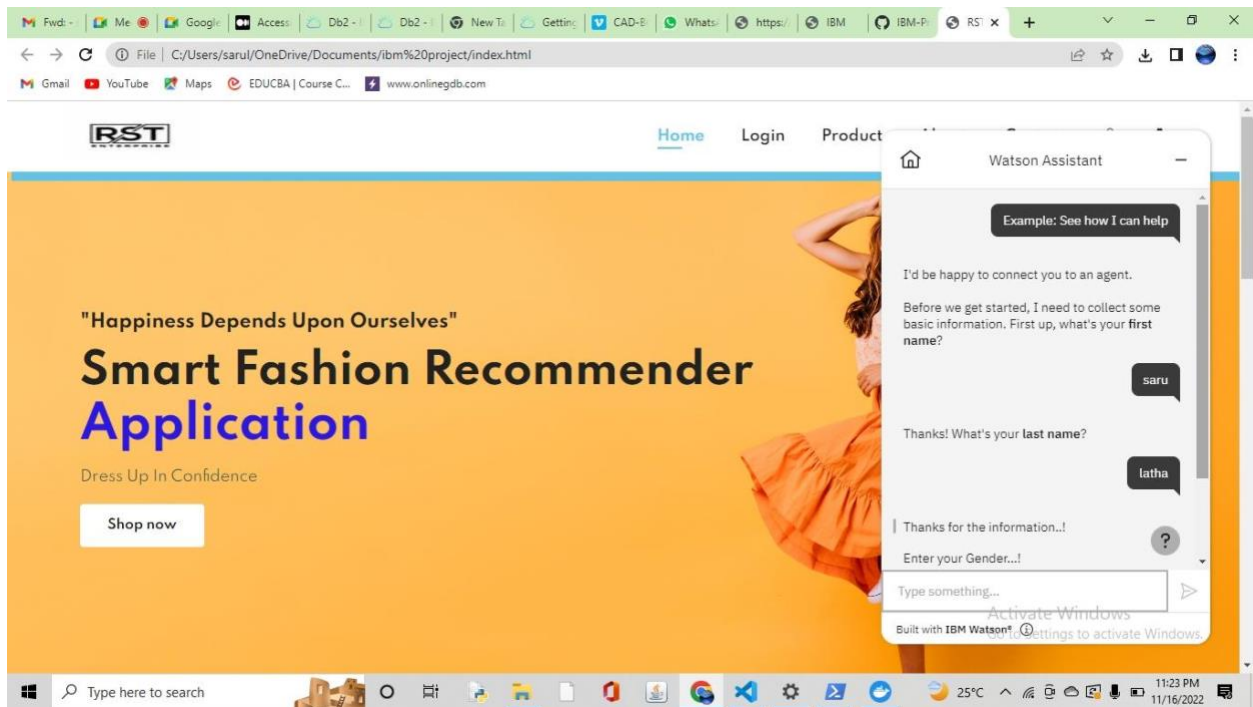 Fwd: -
Me
Google
Access
Db2 -
Db2 -
New Ta
Getting
CAD-E
Whats
https:/
IBM
IBM-Pr
RST
File
C:/Users/sarul/OneDrive/Documents/ibm%20project/index.html
Gmail
YouTube
Maps
EDUCBA | Course C...
www.onlinegdb.com
RST
ENTERPRISE
Home
Login
Product
Watson Assistant
Example: See how I can help
I'd be happy to connect you to an agent.
Before we get started, I need to collect some
basic information. First up, what's your first
name?
saru
Thanks! What's your last name?
latha
Thanks for the information..!
?
Enter your Gender...!
"Happiness Depends Upon Ourselves"
Smart Fashion Recommender
Application
Dress Up In Confidence
Shop now
Type something...
Activate Windows
Built with IBM Watson®
Go to Settings to activate Windows.
Type here to search
25°C
11:23 PM
11/16/2022